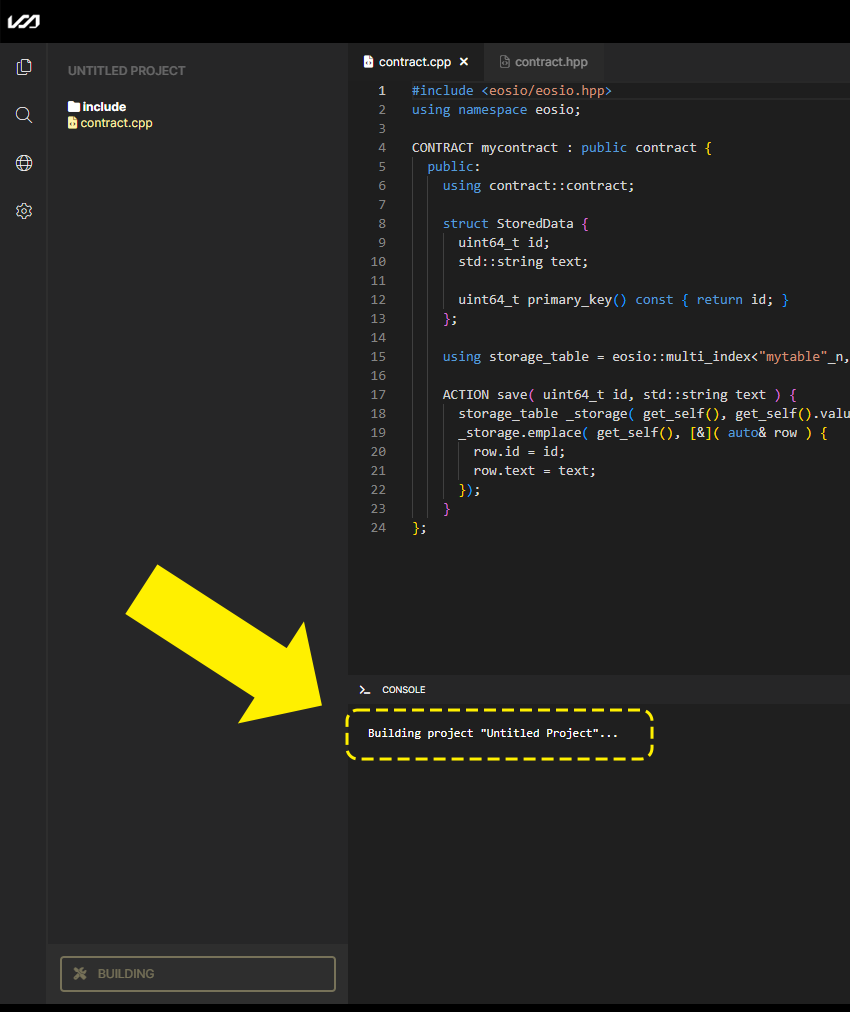 UNTITLED PROJECT
include
contract.cpp
contract.cpp ×
contract.hpp
1 #include <eosio/eosio.hpp>
2 using namespace eosio;
3
4 CONTRACT mycontract : public contract {
5 public:
6 using contract::contract;
7
8 struct StoredData {
9 uint64_t id;
10 std::string text;
11
12 uint64_t primary_key() const { return id; }
13 };
14
15 using storage_table = eosio::multi_index<"mytable"_n,
16
17 ACTION save( uint64_t id, std::string text ) {
18 storage_table _storage( get_self(), get_self().valu
19 _storage.emplace( get_self(), [&]( auto& row ) {
20 row.id = id;
21 row.text = text;
22 });
23 }
24 };
CONSOLE
Building project "Untitled Project"...
BUILDING